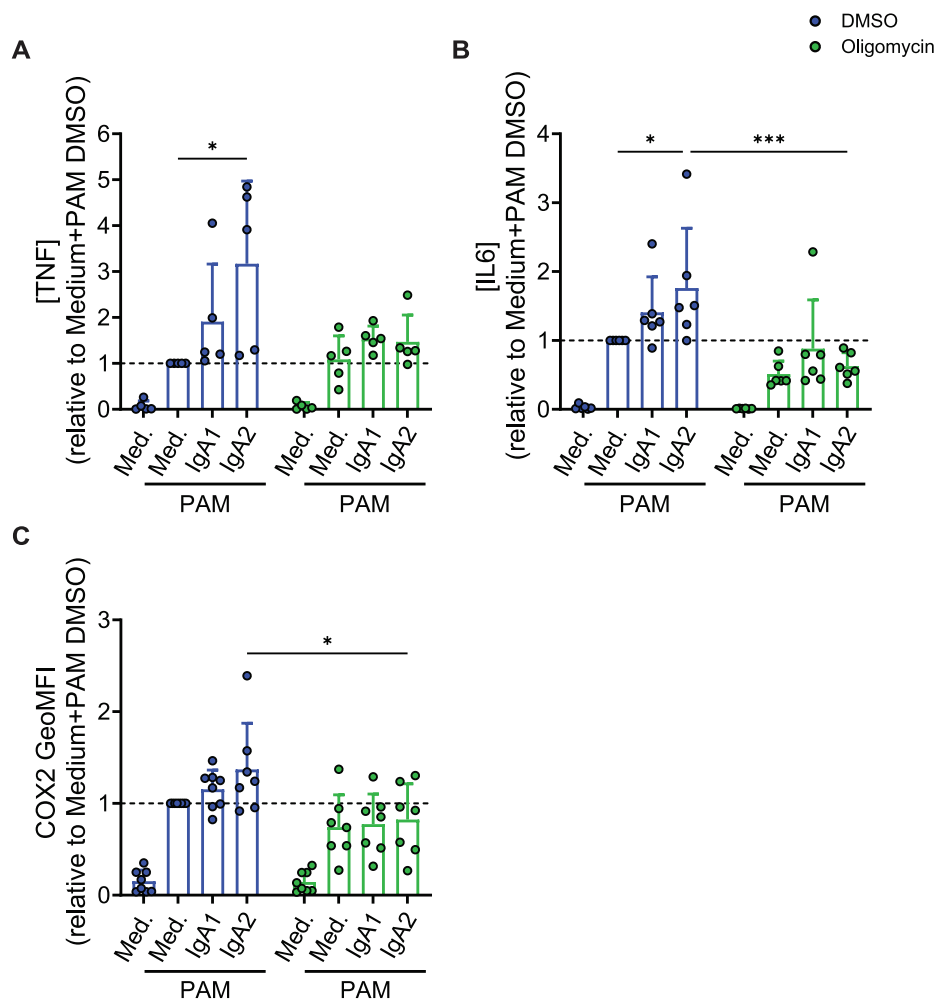 DMSO
Oligomycin
A
[TNF]
(relative to Medium+PAM DMSO)
6
5
4
3
2
1
0
*
Med.
Med.
IgA1
IgA2
Med.
Med.
IgA1
IgA2
PAM
PAM
B
[IL6]
(relative to Medium+PAM DMSO)
4
3
2
1
0
*
***
Med.
Med.
IgA1
IgA2
Med.
Med.
IgA1
IgA2
PAM
PAM
C
COX2 GeoMFI
(relative to Medium+PAM DMSO)
3
2
1
0
*
Med.
Med.
IgA1
IgA2
Med.
Med.
IgA1
IgA2
PAM
PAM